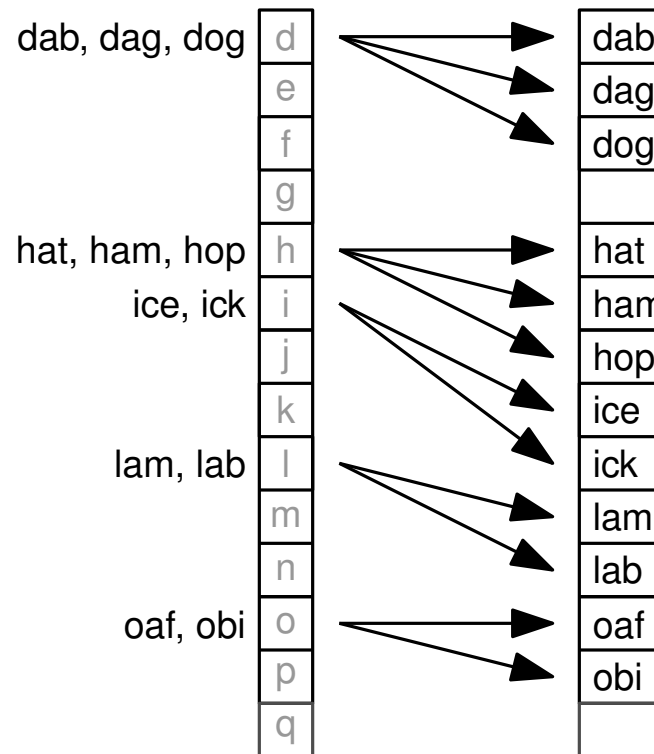 dab, dag, dog d dab
e dag
f dog
g
hat, ham, hop h hat
ice, ick i ham
j hop
k ice
lam, lab l ick
m lam
n lab
oaf, obi o oaf
p obi
q